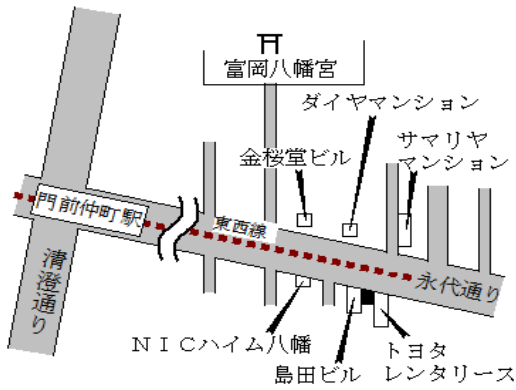 富岡八幡宮
ダイヤマンション
金桜堂ビル
サマリヤ
マンション
門前仲町駅
東西線
清澄通り
永代通り
ＮＩＣハイム八幡
島田ビル
トヨタ
レンタリース